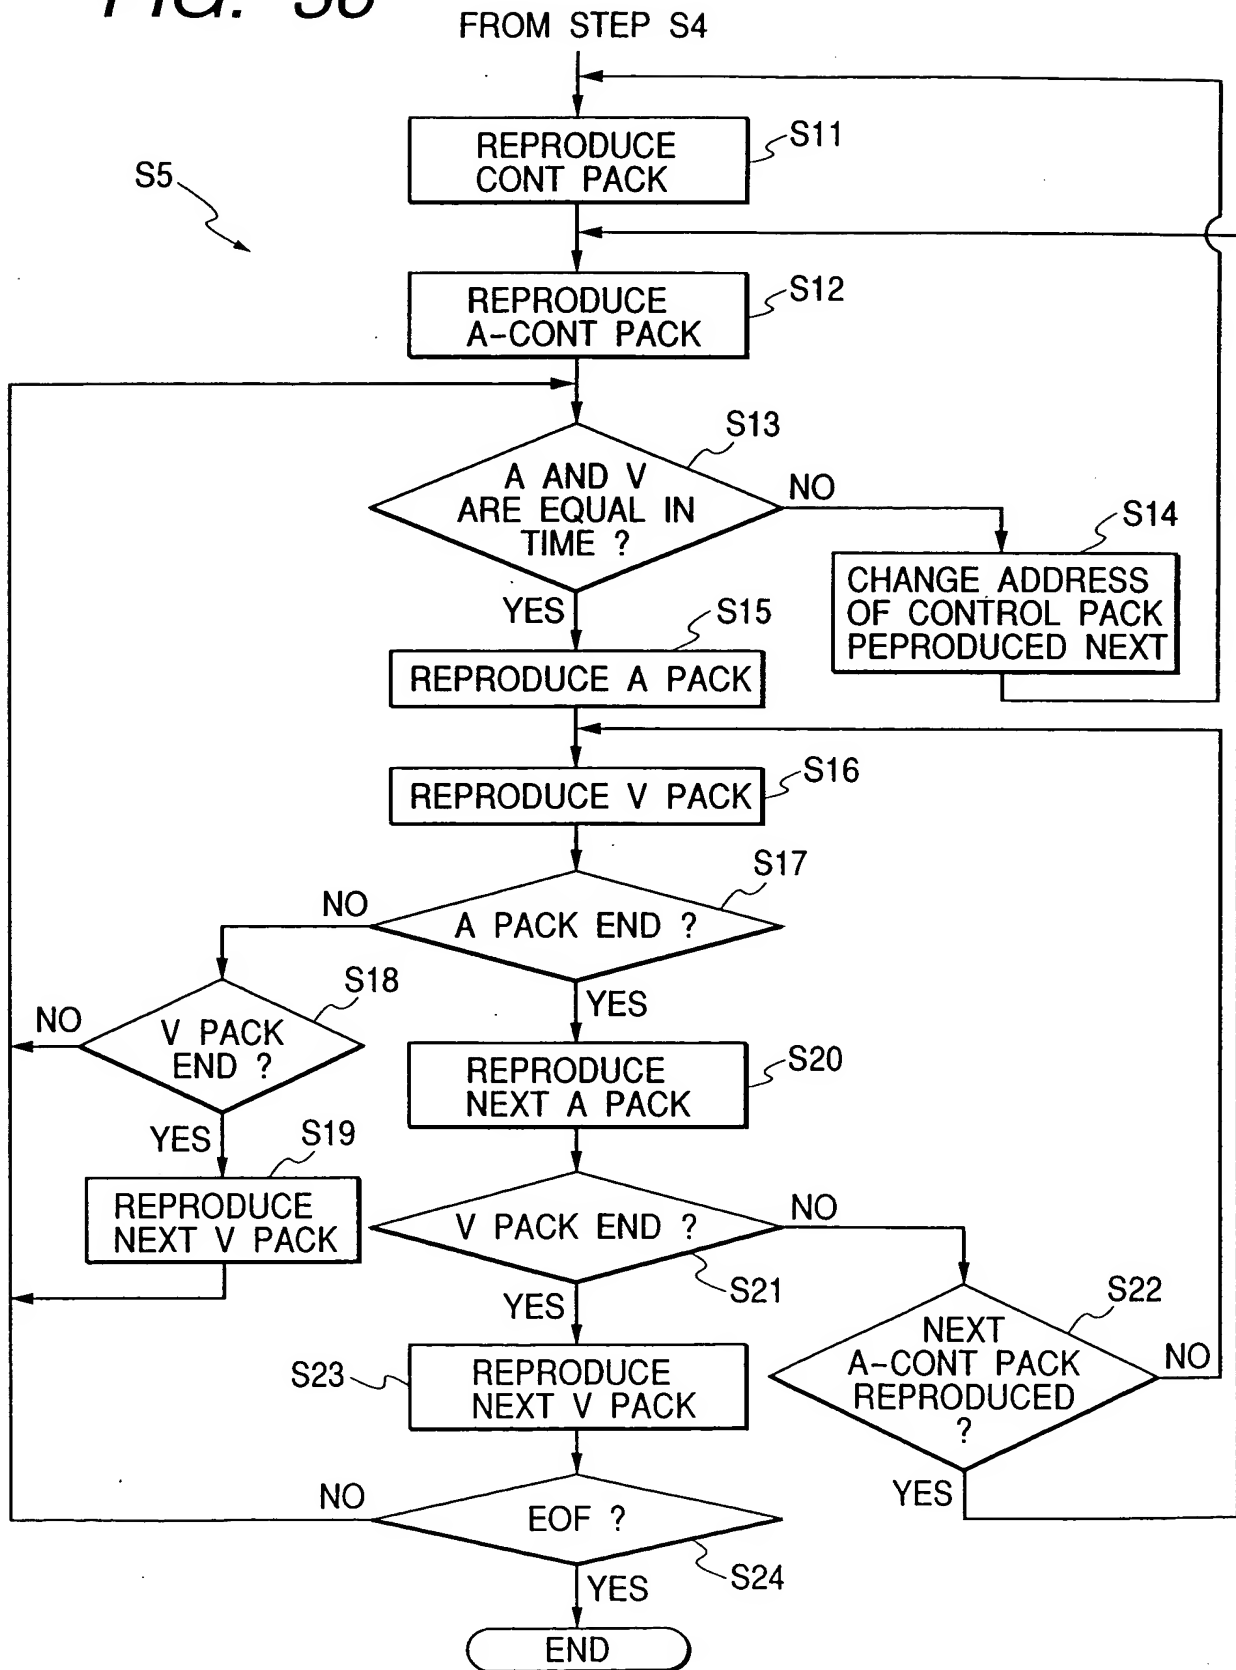 FIG.
FROM STEP S4
S5
REPRODUCE
CONT PACK
S11
REPRODUCE
A-CONT PACK
S12
S13
A AND V
ARE EQUAL IN
TIME ?
NO
YES
S14
CHANGE ADDRESS
OF CONTROL PACK
PEPRODUCED NEXT
S15
REPRODUCE A PACK
S16
REPRODUCE V PACK
S17
A PACK END ?
NO
YES
S18
V PACK
END ?
NO
YES
S19
REPRODUCE
NEXT V PACK
S20
REPRODUCE
NEXT A PACK
V PACK END ?
NO
S21
YES
S22
NEXT
A-CONT PACK
REPRODUCED
?
NO
YES
S23
REPRODUCE
NEXT V PACK
EOF ?
NO
S24
YES
END